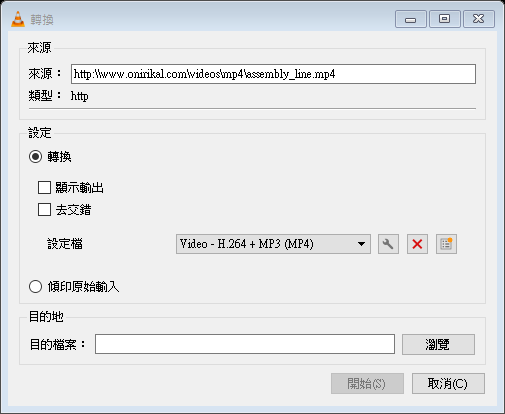 轉換
來源
來源： http:\\www.onirikal.com\videos\mp4\assembly_line.mp4
類型： http
設定
轉換
顯示輸出
去交錯
設定檔 Video - H.264 + MP3 (MP4)
傾印原始輸入
目的地
目的檔案： 瀏覽
開始(S) 取消(C)